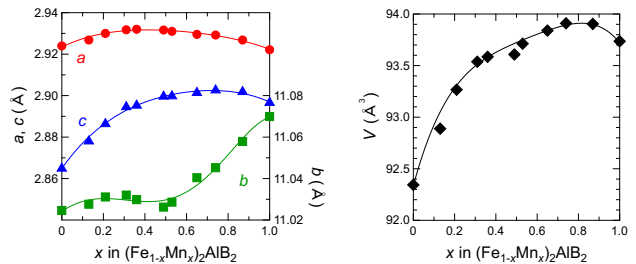 2.94
2.92
2.90
2.88
2.86
a, c (Å)
a
c
b
11.08
11.06
11.04
11.02
b (Å)
0.0 0.2 0.4 0.6 0.8 1.0
x in (Fe1-xMnx)2AlB2
94.0
93.5
93.0
92.5
92.0
V (Å3)
0.0 0.2 0.4 0.6 0.8 1.0
x in (Fe1-xMnx)2AlB2